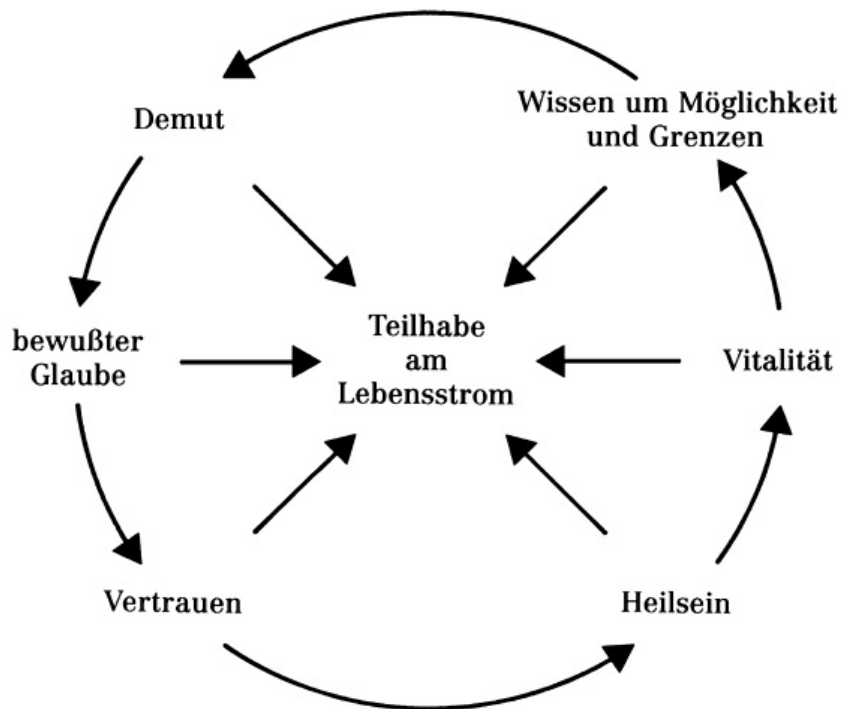 Demut
Wissen um Möglichkeit
und Grenzen
bewußter
Glaube
Teilhabe
am
Lebensstrom
Vitalität
Vertrauen
Heilsein